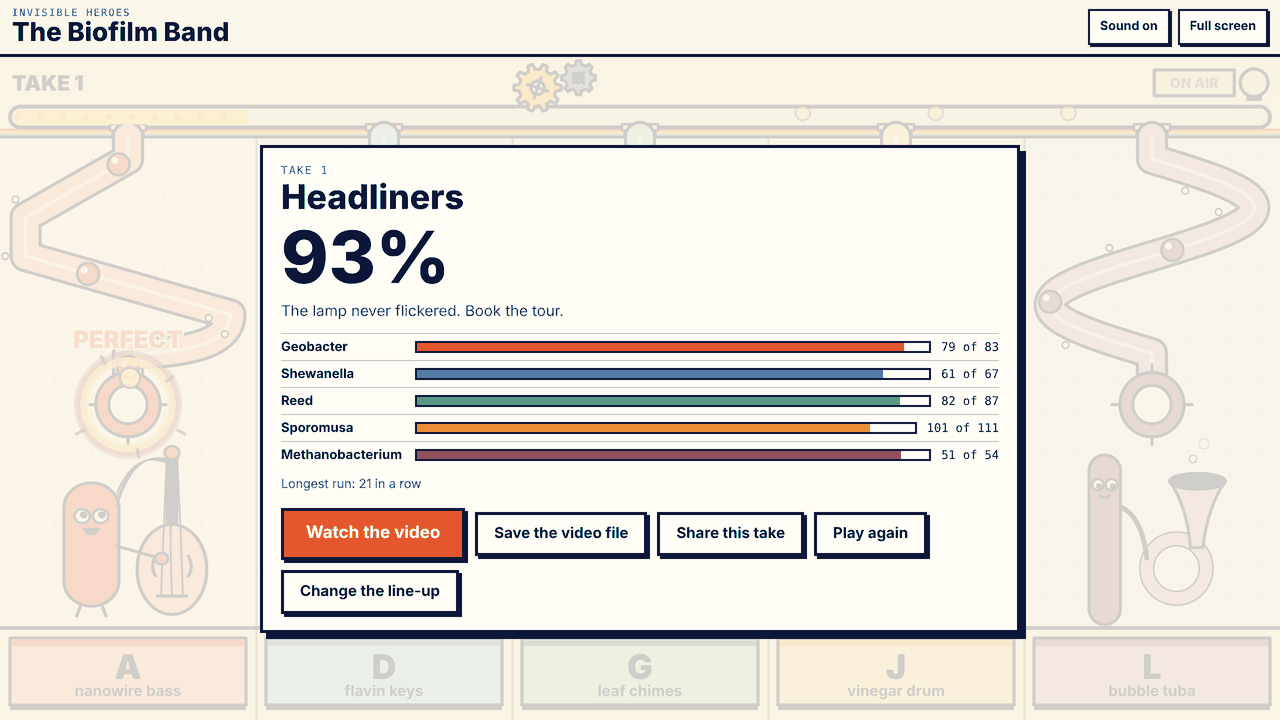 INVISIBLE HEROES
The Biofilm Band
Sound on
Full screen
TAKE 1
ON AIR
TAKE 1
Headliners
93%
The lamp never flickered. Book the tour.
Geobacter 79 of 83
Shewanella 61 of 67
Reed 82 of 87
Sporomusa 101 of 111
Methanobacterium 51 of 54
Longest run: 21 in a row
Watch the video
Save the video file
Share this take
Play again
Change the line-up
PERFECT
A
nanowire bass
D
flavin keys
G
leaf chimes
J
vinegar drum
L
bubble tuba